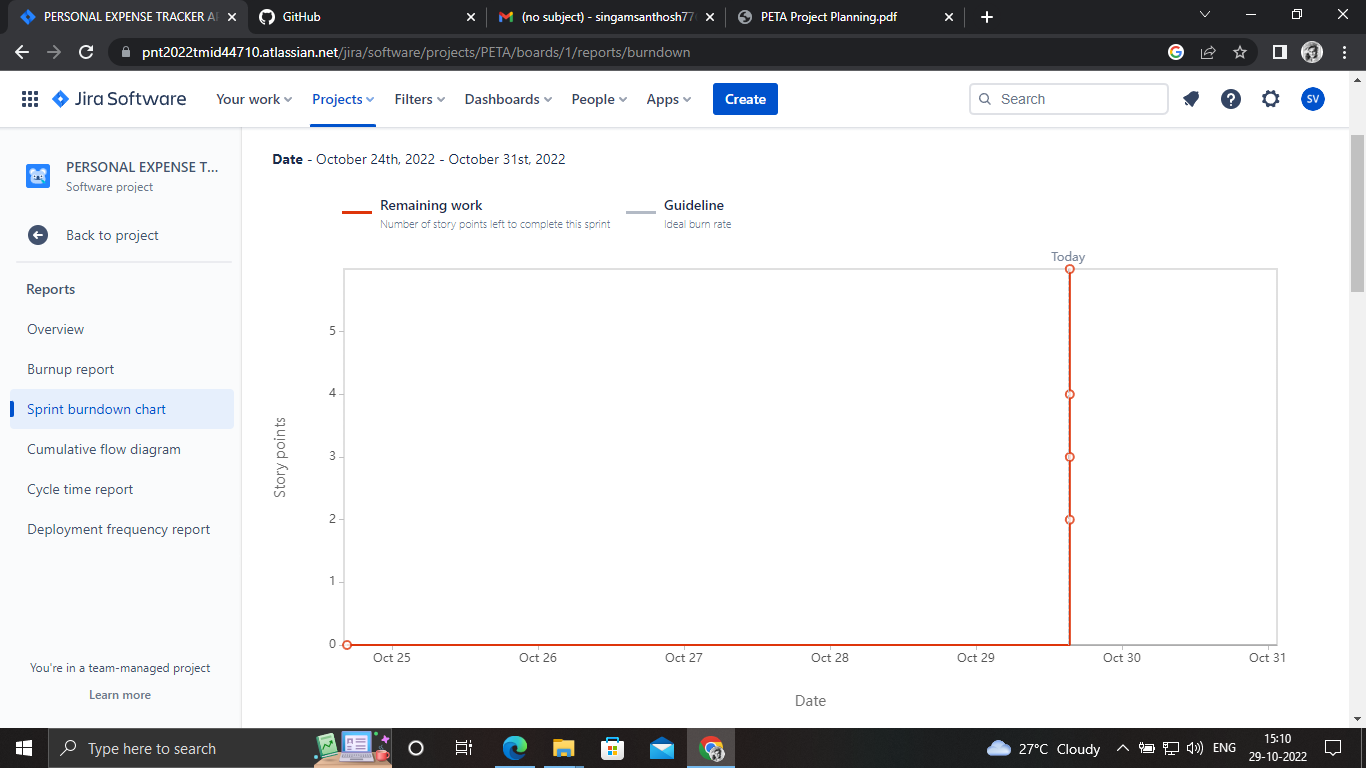 PERSONAL EXPENSE TRACKER A
GitHub
(no subject) - singamsanthosh77
PETA Project Planning.pdf
pnt2022tmid44710.atlassian.net/jira/software/projects/PETA/boards/1/reports/burndown
Jira Software
Your work
Projects
Filters
Dashboards
People
Apps
Create
Search
SV
PERSONAL EXPENSE T...
Software project
Back to project
Reports
Overview
Burnup report
Sprint burndown chart
Cumulative flow diagram
Cycle time report
Deployment frequency report
You're in a team-managed project
Learn more
Date - October 24th, 2022 - October 31st, 2022
Remaining work
Number of story points left to complete this sprint
Guideline
Ideal burn rate
Today
5
4
3
2
1
0
Story points
Oct 25
Oct 26
Oct 27
Oct 28
Oct 29
Oct 30
Oct 31
Date
Type here to search
27°C Cloudy
ENG
15:10
29-10-2022